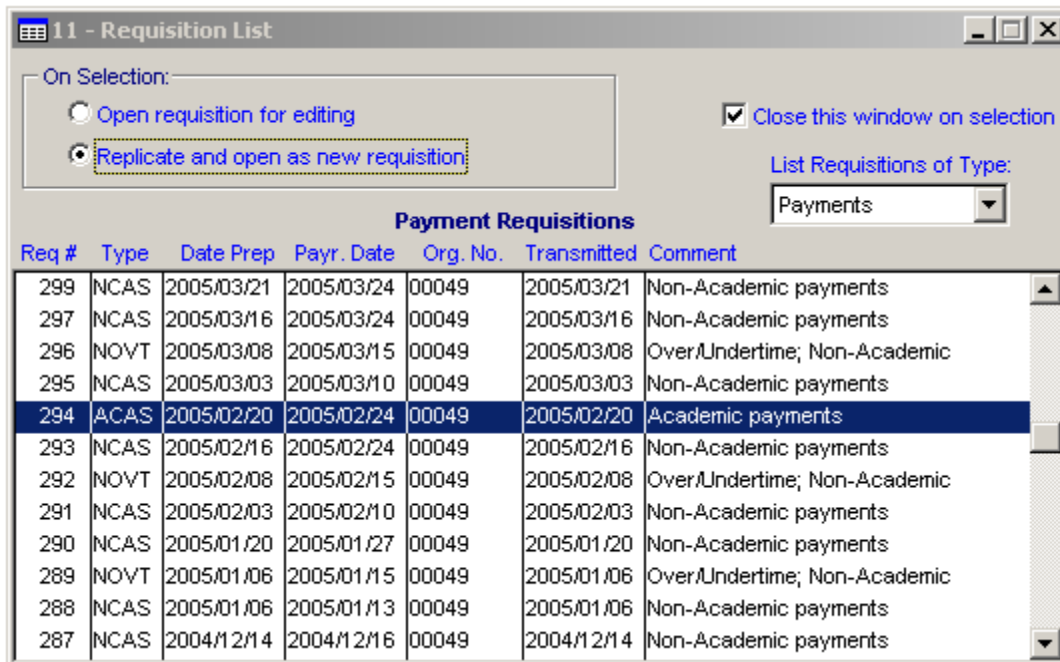 11 - Requisition List
On Selection:
Open requisition for editing
Replicate and open as new requisition
Close this window on selection
List Requisitions of Type:
Payments
Payment Requisitions
Req # Type Date Prep Payr. Date Org. No. Transmitted Comment
299 NCAS 2005/03/21 2005/03/24 00049 2005/03/21 Non-Academic payments
297 NCAS 2005/03/16 2005/03/24 00049 2005/03/16 Non-Academic payments
296 NOVT 2005/03/08 2005/03/15 00049 2005/03/08 Over/Undertime; Non-Academic
295 NCAS 2005/03/03 2005/03/10 00049 2005/03/03 Non-Academic payments
294 ACAS 2005/02/20 2005/02/24 00049 2005/02/20 Academic payments
293 NCAS 2005/02/16 2005/02/24 00049 2005/02/16 Non-Academic payments
292 NOVT 2005/02/08 2005/02/15 00049 2005/02/08 Over/Undertime; Non-Academic
291 NCAS 2005/02/03 2005/02/10 00049 2005/02/03 Non-Academic payments
290 NCAS 2005/01/20 2005/01/27 00049 2005/01/20 Non-Academic payments
289 NOVT 2005/01/06 2005/01/15 00049 2005/01/06 Over/Undertime; Non-Academic
288 NCAS 2005/01/06 2005/01/13 00049 2005/01/06 Non-Academic payments
287 NCAS 2004/12/14 2004/12/16 00049 2004/12/14 Non-Academic payments